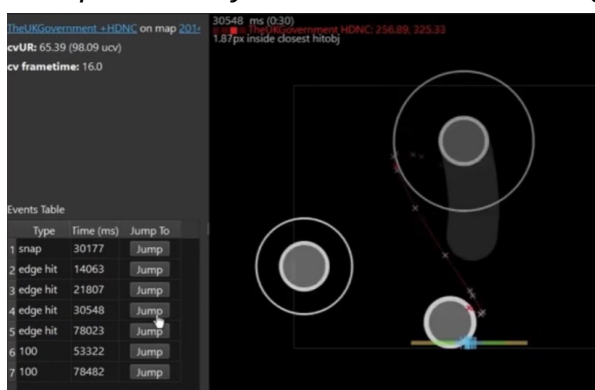 TheUKGovernment +HDNC on map 201
cvUR: 65.39 (98.09 ucv)
cv frametime: 16.0
30548 ms (0:30)
TheUKGovernment HDNC: 256.89, 325.33
1.87px inside closest hitobj
Events Table
Type Time (ms) Jump To
1 snap 30177 Jump
2 edge hit 14063 Jump
3 edge hit 21807 Jump
4 edge hit 30548 Jump
5 edge hit 78023 Jump
6 100 53322 Jump
7 100 78482 Jump